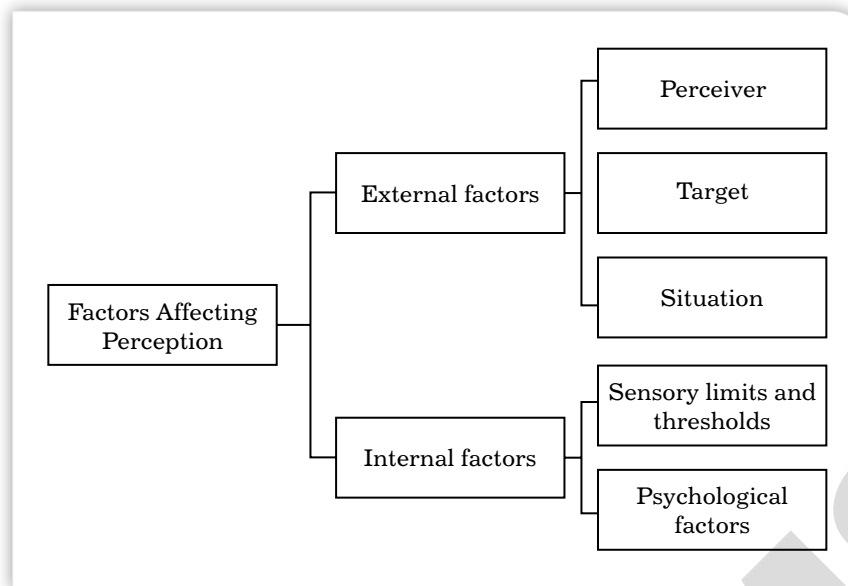 Factors Affecting
Perception
External factors
Perceiver
Target
Situation
Internal factors
Sensory limits and
thresholds
Psychological
factors